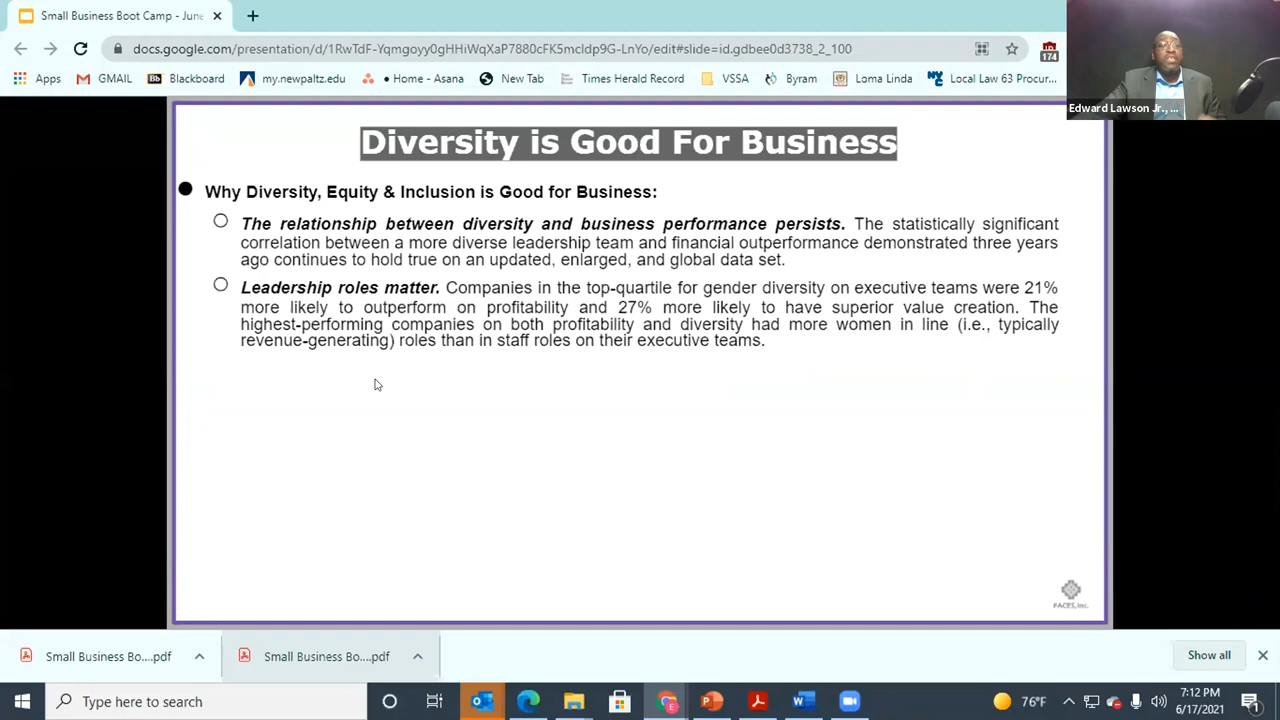 Small Business Boot Camp - June
docs.google.com/presentation/d/1RwTdF-Yqmgoyy0gHHiWqXaP7880cFK5mcIdp9G-LnYo/edit#slide=id.gdbee0d3738_2_100
174
Apps GMAIL Bb Blackboard my.newpaltz.edu • Home - Asana New Tab Times Herald Record VSSA Byram Loma Linda Local Law 63 Procur...
Edward Lawson Jr., ...
Diversity is Good For Business
Why Diversity, Equity & Inclusion is Good for Business:
The relationship between diversity and business performance persists. The statistically significant
correlation between a more diverse leadership team and financial outperformance demonstrated three years
ago continues to hold true on an updated, enlarged, and global data set.
Leadership roles matter. Companies in the top-quartile for gender diversity on executive teams were 21%
more likely to outperform on profitability and 27% more likely to have superior value creation. The
highest-performing companies on both profitability and diversity had more women in line (i.e., typically
revenue-generating) roles than in staff roles on their executive teams.
FACES, Inc.
Small Business Bo....pdf Small Business Bo....pdf Show all
Type here to search
76°F
7:12 PM
6/17/2021
1